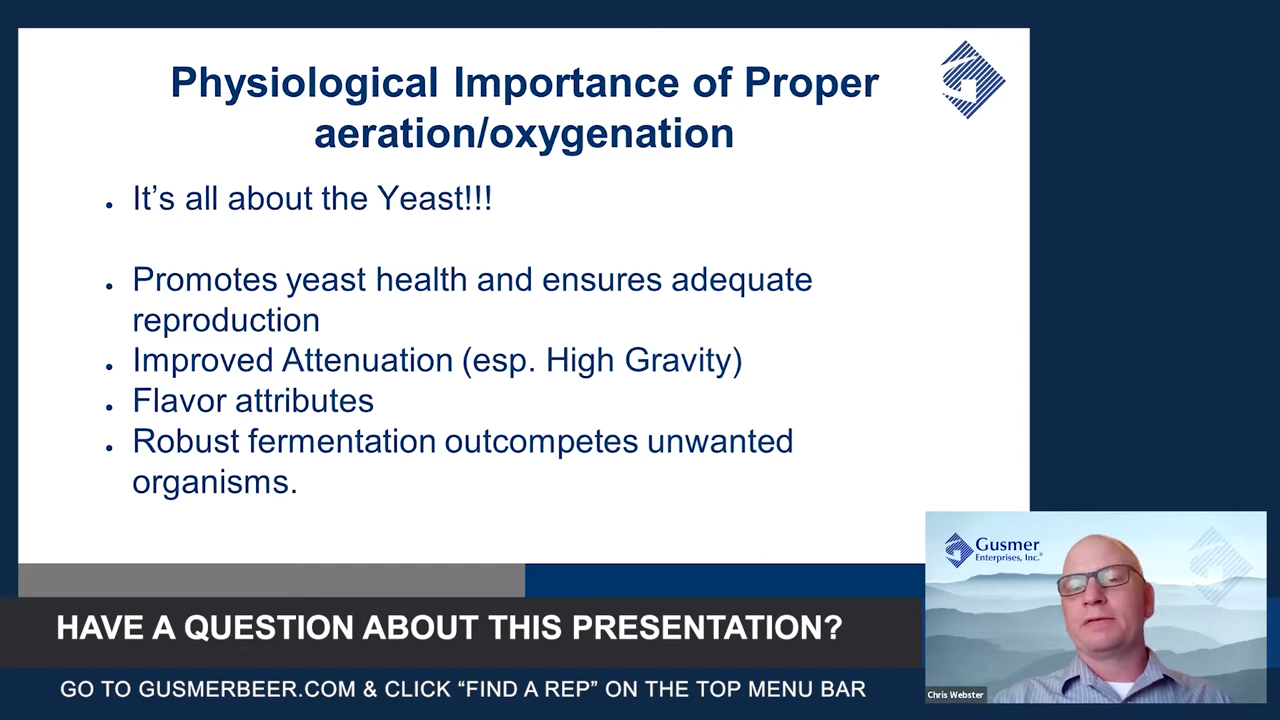 Physiological Importance of Proper
aeration/oxygenation
• It’s all about the Yeast!!!
• Promotes yeast health and ensures adequate
reproduction
• Improved Attenuation (esp. High Gravity)
• Flavor attributes
• Robust fermentation outcompetes unwanted
organisms.
Gusmer
Enterprises, Inc.®
Chris Webster
HAVE A QUESTION ABOUT THIS PRESENTATION?
GO TO GUSMERBEER.COM & CLICK “FIND A REP” ON THE TOP MENU BAR